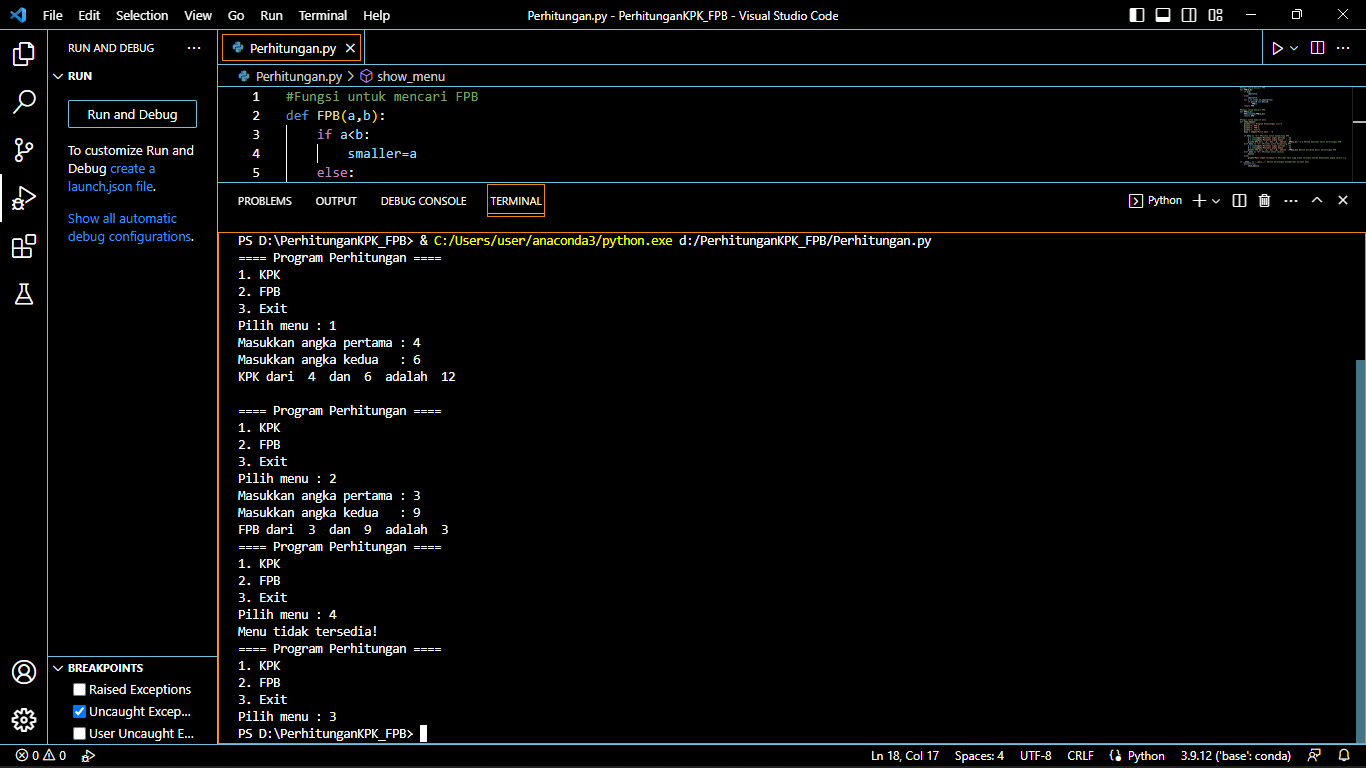 File Edit Selection View Go Run Terminal Help
Perhitungan.py - PerhitunganKPK_FPB - Visual Studio Code
RUN AND DEBUG ...
RUN
Run and Debug
To customize Run and
Debug create a
launch.json file.
Show all automatic
debug configurations.
BREAKPOINTS
Raised Exceptions
Uncaught Excep...
User Uncaught E...
Perhitungan.py
Perhitungan.py > show_menu
1 #Fungsi untuk mencari FPB
2 def FPB(a,b):
3 if a<b:
4 smaller=a
5 else:
PROBLEMS OUTPUT DEBUG CONSOLE TERMINAL
Python
PS D:\PerhitunganKPK_FPB> & C:/Users/user/anaconda3/python.exe d:/PerhitunganKPK_FPB/Perhitungan.py
==== Program Perhitungan ====
1. KPK
2. FPB
3. Exit
Pilih menu : 1
Masukkan angka pertama : 4
Masukkan angka kedua   : 6
KPK dari  4  dan  6  adalah  12
==== Program Perhitungan ====
1. KPK
2. FPB
3. Exit
Pilih menu : 2
Masukkan angka pertama : 3
Masukkan angka kedua   : 9
FPB dari  3  dan  9  adalah  3
==== Program Perhitungan ====
1. KPK
2. FPB
3. Exit
Pilih menu : 4
Menu tidak tersedia!
==== Program Perhitungan ====
1. KPK
2. FPB
3. Exit
Pilih menu : 3
PS D:\PerhitunganKPK_FPB>
0 0
Ln 18, Col 17 Spaces: 4 UTF-8 CRLF Python 3.9.12 ('base': conda)